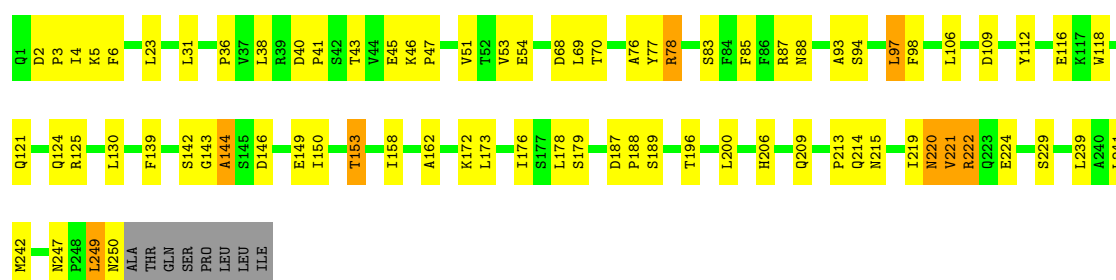 Q1 D2 P3 I4 K5 F6 L23 L31 P36 V37 L38 R39 D40 P41 S42 T43 V44 E45 K46 P47 V51 T52 V53 E54 D68 L69 T70 A76 Y77 R78 S83 F84 F85 F86 R87 N88 A93 S94 L97 F98 L106 D109 Y112 E116 K117 W118
Q121 Q124 R125 L130 F139 S142 G143 A144 S145 D146 E149 I150 T153 I158 A162 K172 L173 I176 S177 L178 S179 D187 P188 S189 T196 L200 H206 Q209 P213 Q214 N215 I219 N220 V221 R222 Q223 E224 S229 L239 A240
M242 N247 P248 L249 N250 ALA THR GLN SER PRO LEU LEU ILE